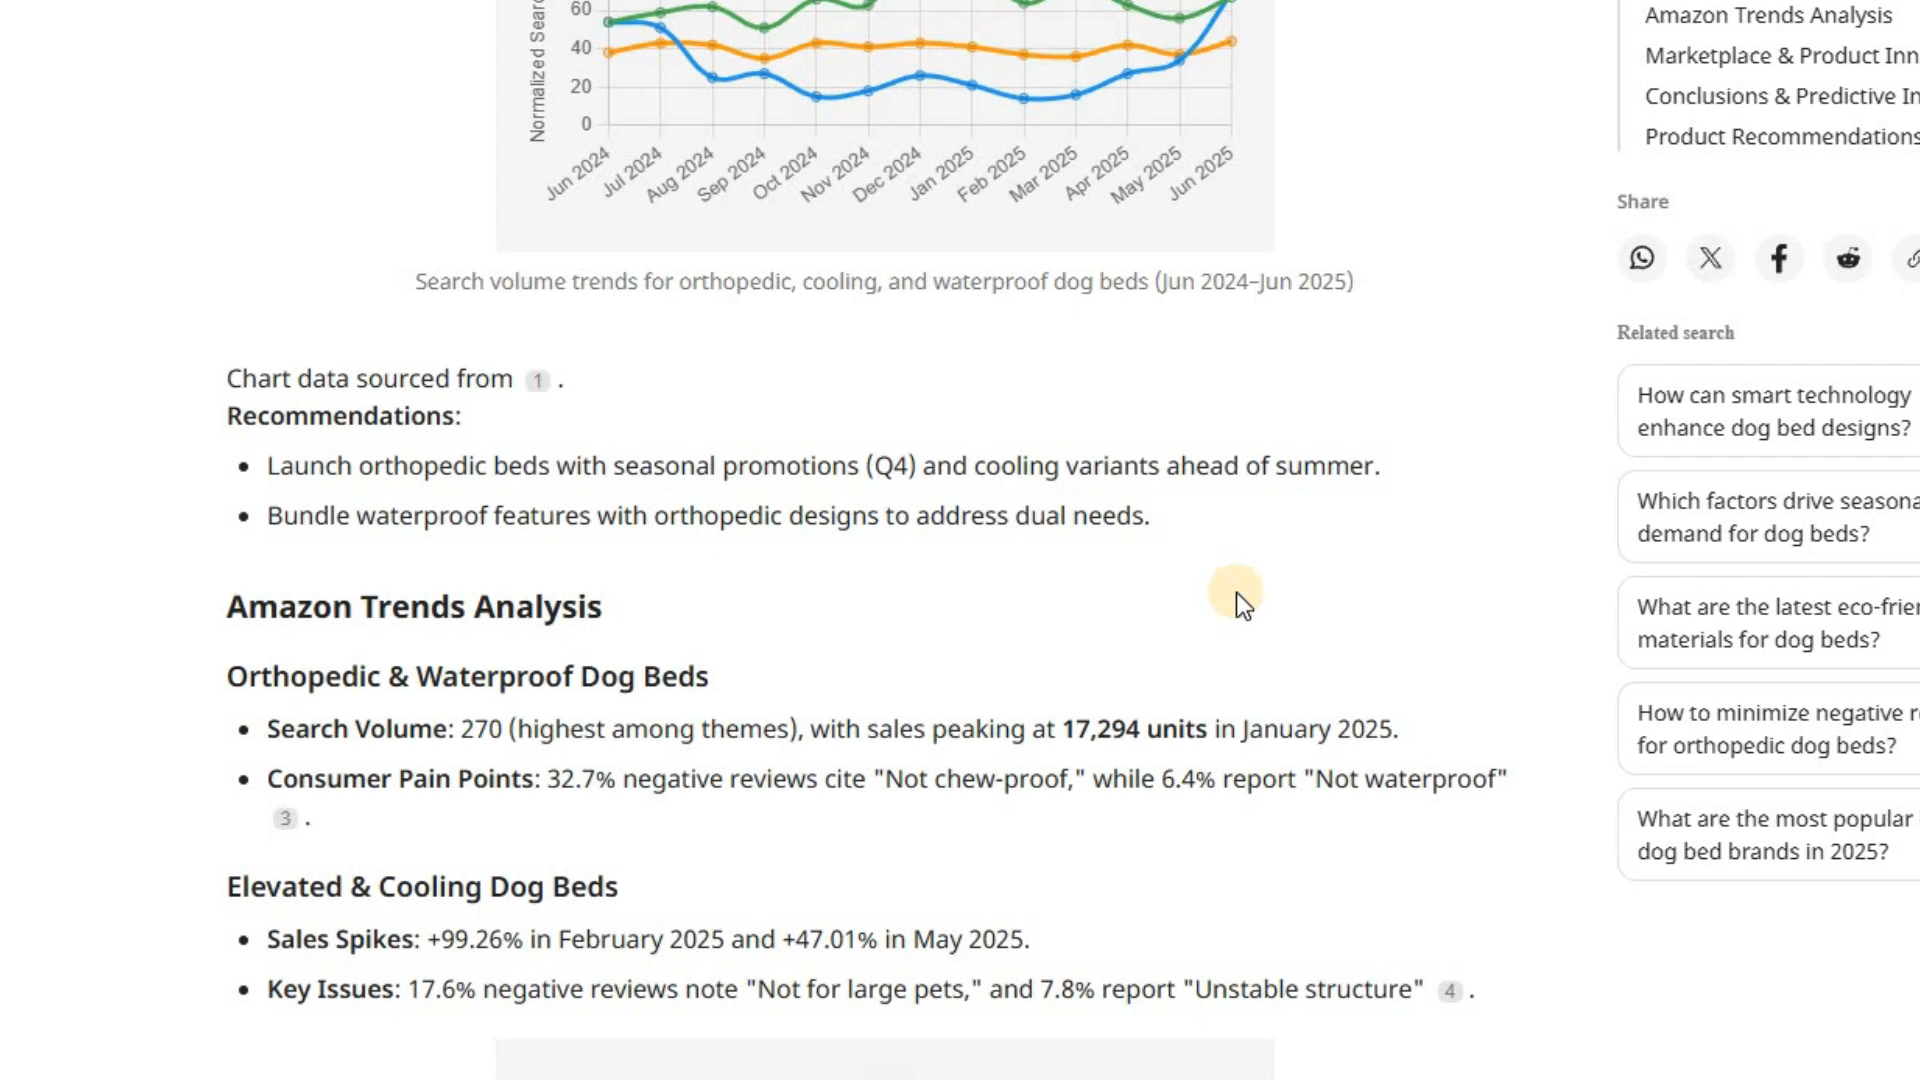 60
40
20
0
Normalized Sear
Jun 2024
Jul 2024
Aug 2024
Sep 2024
Oct 2024
Nov 2024
Dec 2024
Jan 2025
Feb 2025
Mar 2025
Apr 2025
May 2025
Jun 2025
Search volume trends for orthopedic, cooling, and waterproof dog beds (Jun 2024–Jun 2025)
Chart data sourced from 1 .
Recommendations:
• Launch orthopedic beds with seasonal promotions (Q4) and cooling variants ahead of summer.
• Bundle waterproof features with orthopedic designs to address dual needs.
Amazon Trends Analysis
Orthopedic & Waterproof Dog Beds
• Search Volume: 270 (highest among themes), with sales peaking at 17,294 units in January 2025.
• Consumer Pain Points: 32.7% negative reviews cite "Not chew-proof," while 6.4% report "Not waterproof"
3 .
Elevated & Cooling Dog Beds
• Sales Spikes: +99.26% in February 2025 and +47.01% in May 2025.
• Key Issues: 17.6% negative reviews note "Not for large pets," and 7.8% report "Unstable structure" 4 .
Amazon Trends Analysis
Marketplace & Product Inn
Conclusions & Predictive In
Product Recommendations
Share
Related search
How can smart technology
enhance dog bed designs?
Which factors drive seasona
demand for dog beds?
What are the latest eco-frien
materials for dog beds?
How to minimize negative r
for orthopedic dog beds?
What are the most popular
dog bed brands in 2025?